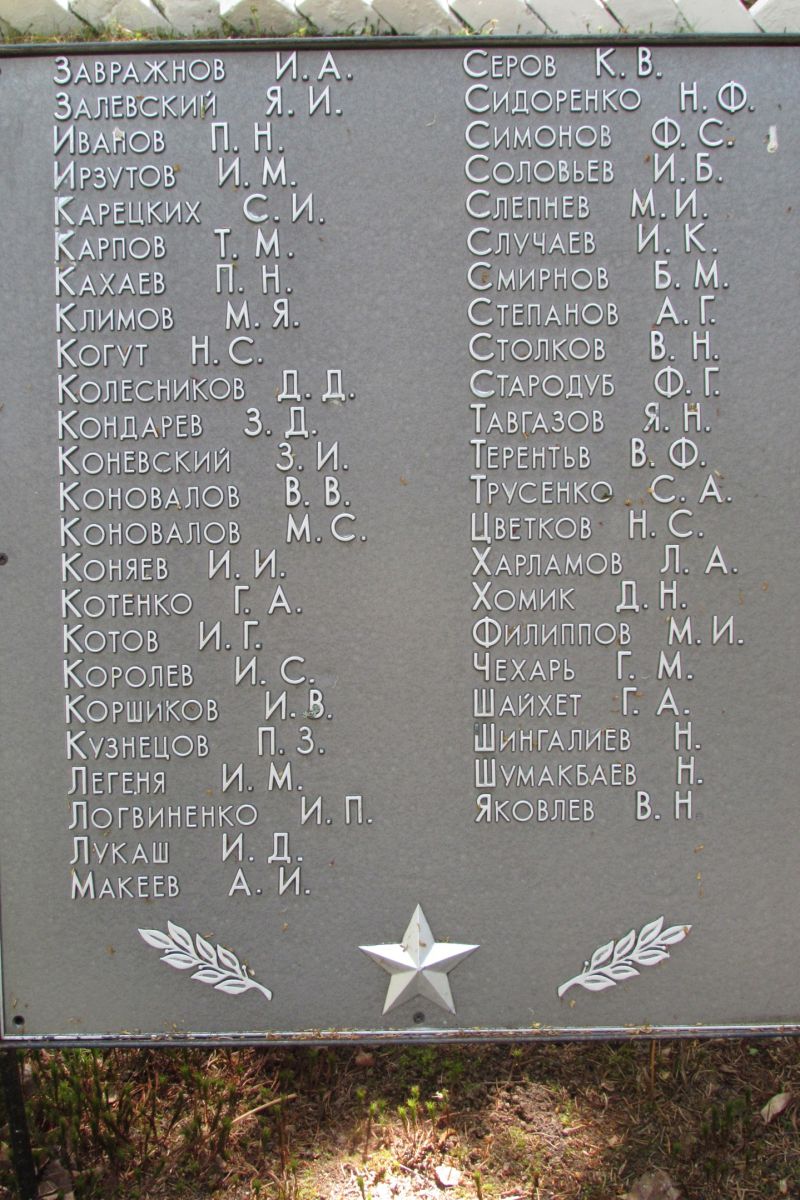 Завражнов И. А.
Залевский Я. И.
Иванов П. Н.
Ирзутов И. М.
Карецких С. И.
Карпов Т. М.
Кахаев П. Н.
Климов М. Я.
Когут Н. С.
Колесников Д. Д.
Кондарев З. Д.
Коневский З. И.
Коновалов В. В.
Коновалов М. С.
Коняев И. И.
Котенко Г. А.
Котов И. Г.
Королев И. С.
Коршиков И. В.
Кузнецов П. З.
Легеня И. М.
Логвиненко И. П.
Лукаш И. Д.
Макеев А. И.
Серов К. В.
Сидоренко Н. Ф.
Симонов Ф. С.
Соловьев И. Б.
Слепнев М. И.
Случаев И. К.
Смирнов Б. М.
Степанов А. Г.
Столков В. Н.
Стародуб Ф. Г.
Тавгазов Я. Н.
Терентьв В. Ф.
Трусенко С. А.
Цветков Н. С.
Харламов Л. А.
Хомик Д. Н.
Филиппов М. И.
Чехарь Г. М.
Шайхет Г. А.
Шингалиев Н.
Шумакбаев Н.
Яковлев В. Н